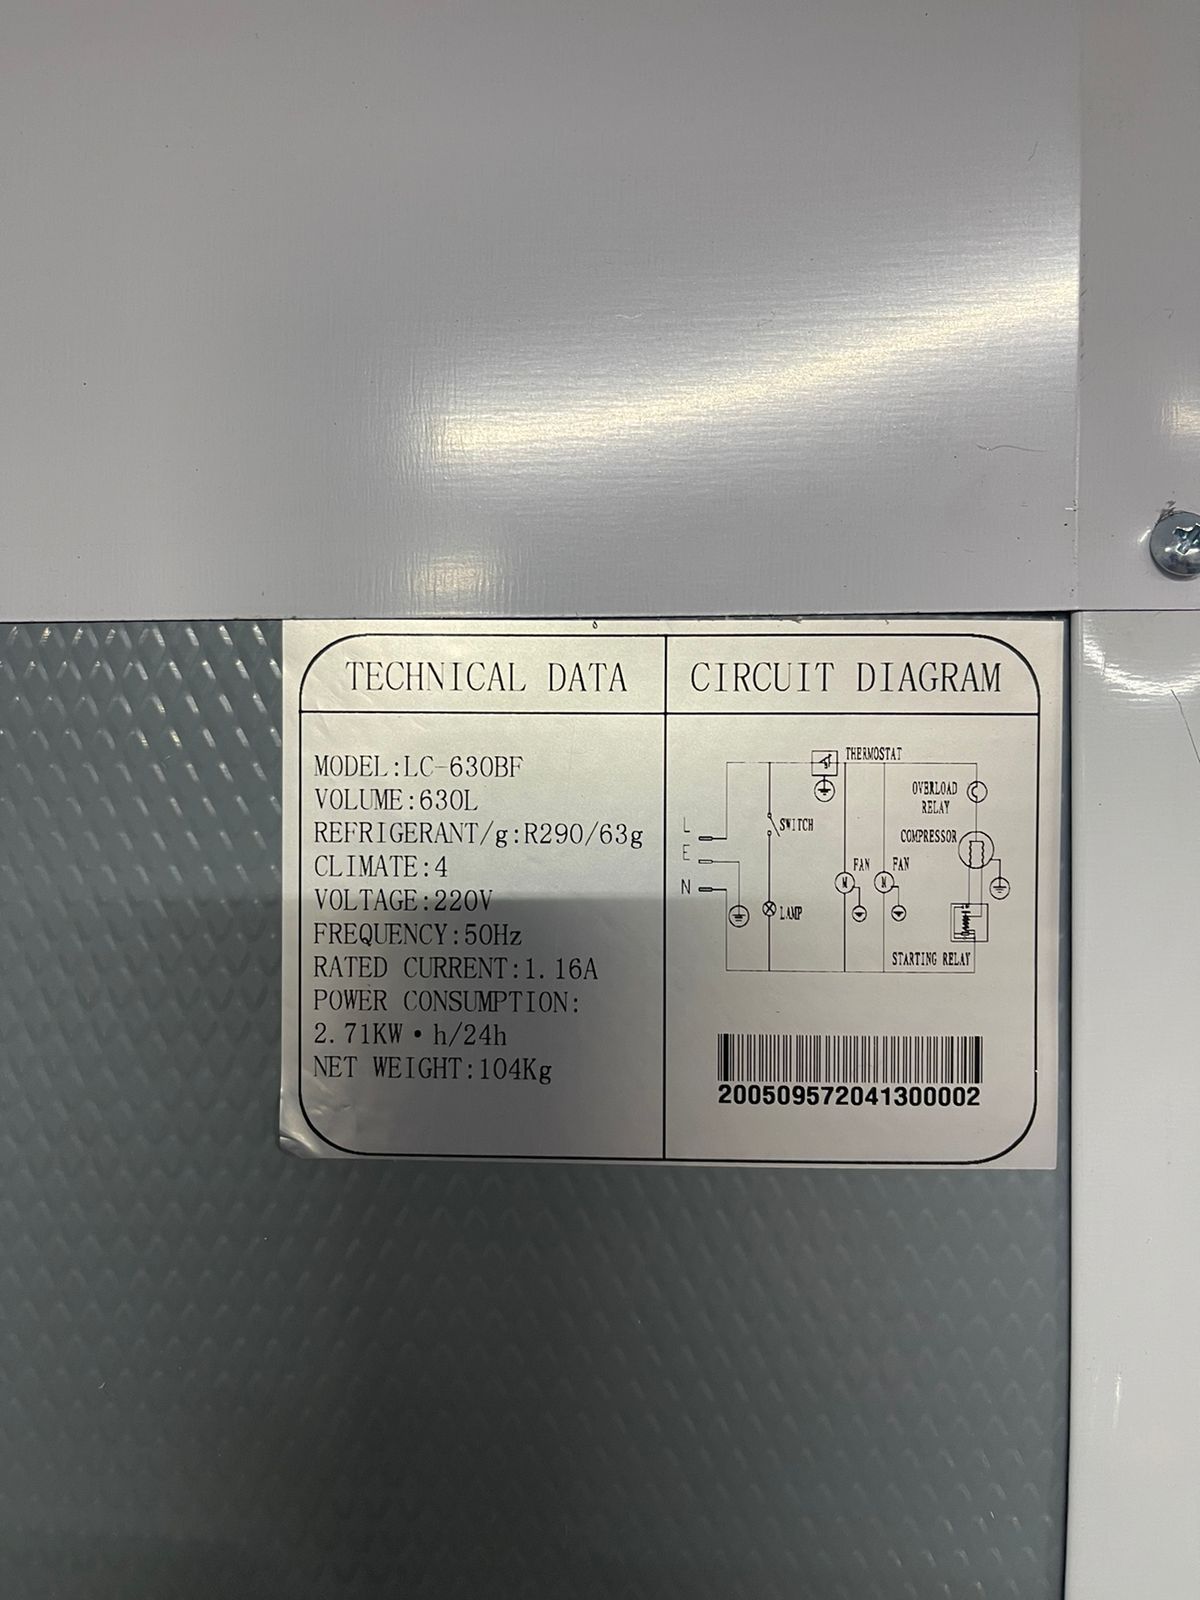 TECHNICAL DATA
MODEL:LC-630BF
VOLUME:630L
REFRIGERANT/g:R290/63g
CLIMATE:4
VOLTAGE:220V
FREQUENCY:50Hz
RATED CURRENT:1.16A
POWER CONSUMPTION:
2.71KW·h/24h
NET WEIGHT:104Kg
CIRCUIT DIAGRAM
THERMOSTAT
OVERLOAD
RELAY
L
SWITCH
COMPRESSOR
E
FAN
FAN
M
M
N
LAMP
STARTING RELAY
200509572041300002